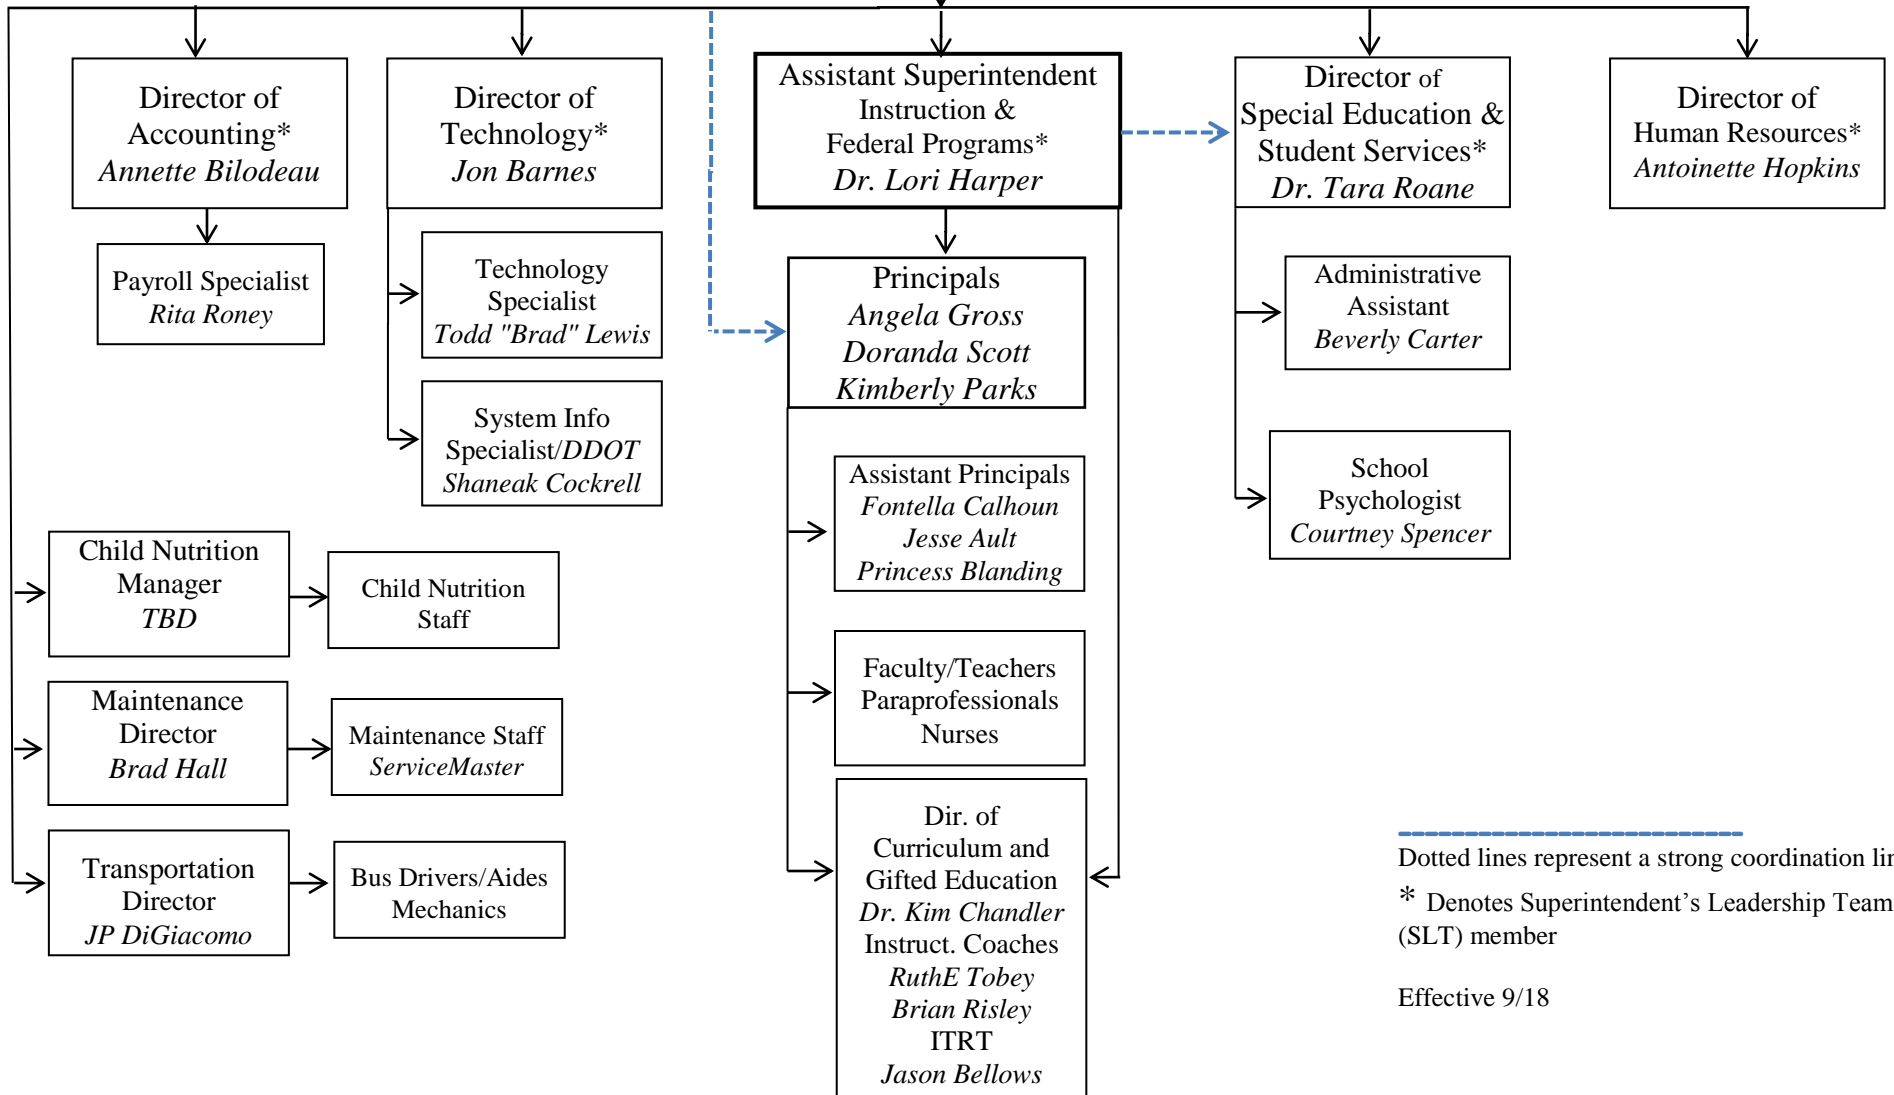 Director of
Accounting*
Annette Bilodeau
Director of
Technology*
Jon Barnes
Assistant Superintendent
Instruction &
Federal Programs*
Dr. Lori Harper
Director of
Special Education &
Student Services*
Dr. Tara Roane
Director of
Human Resources*
Antoinette Hopkins
Payroll Specialist
Rita Roney
Technology
Specialist
Todd "Brad" Lewis
System Info
Specialist/DDOT
Shaneak Cockrell
Principals
Angela Gross
Doranda Scott
Kimberly Parks
Administrative
Assistant
Beverly Carter
School
Psychologist
Courtney Spencer
Assistant Principals
Fontella Calhoun
Jesse Ault
Princess Blanding
Faculty/Teachers
Paraprofessionals
Nurses
Dir. of
Curriculum and
Gifted Education
Dr. Kim Chandler
Instruct. Coaches
RuthE Tobey
Brian Risley
ITRT
Jason Bellows
Child Nutrition
Manager
TBD
Child Nutrition
Staff
Maintenance
Director
Brad Hall
Maintenance Staff
ServiceMaster
Transportation
Director
JP DiGiacomo
Bus Drivers/Aides
Mechanics
Dotted lines represent a strong coordination
* Denotes Superintendent’s Leadership Team
(SLT) member
Effective 9/18